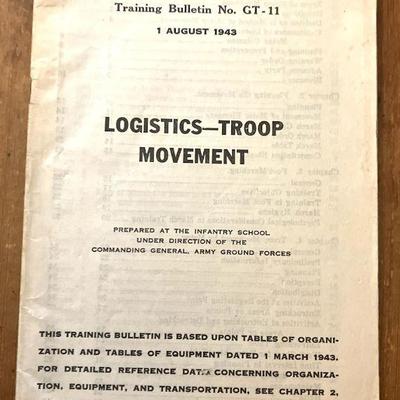 Training Bulletin No. GT-11
1 AUGUST 1943
LOGISTICS—TROOP
MOVEMENT
PREPARED AT THE INFANTRY SCHOOL
UNDER DIRECTION OF THE
COMMANDING GENERAL, ARMY GROUND FORCES
THIS TRAINING BULLETIN IS BASED UPON TABLES OF ORGANI-
ZATION AND TABLES OF EQUIPMENT DATED 1 MARCH 1943.
FOR DETAILED REFERENCE DATA CONCERNING ORGANIZA-
TION, EQUIPMENT, AND TRANSPORTATION, SEE CHAPTER 2,